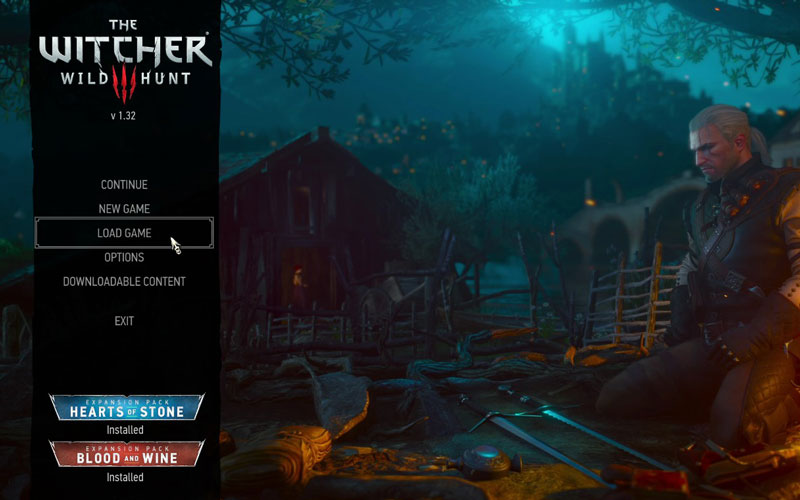 THE
WITCHER
WILD HUNT
v 1.32
CONTINUE
NEW GAME
LOAD GAME
OPTIONS
DOWNLOADABLE CONTENT
EXIT
EXPANSION PACK
HEARTS OF STONE
Installed
EXPANSION PACK
BLOOD AND WINE
Installed